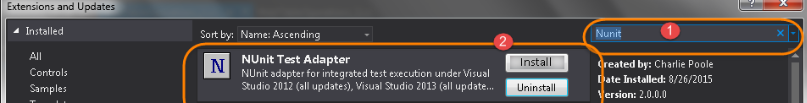 Extensions and Updates
? x
Installed
Sort by: Name: Ascending
Nunit
1
x
2
All
Controls
Samples
N
NUnit Test Adapter
NUnit adapter for integrated test execution under Visual
Studio 2012 (all updates), Visual Studio 2013 (all update...
Install
Uninstall
Created by: Charlie Poole
Date Installed: 8/26/2015
Version: 2.0.0.0